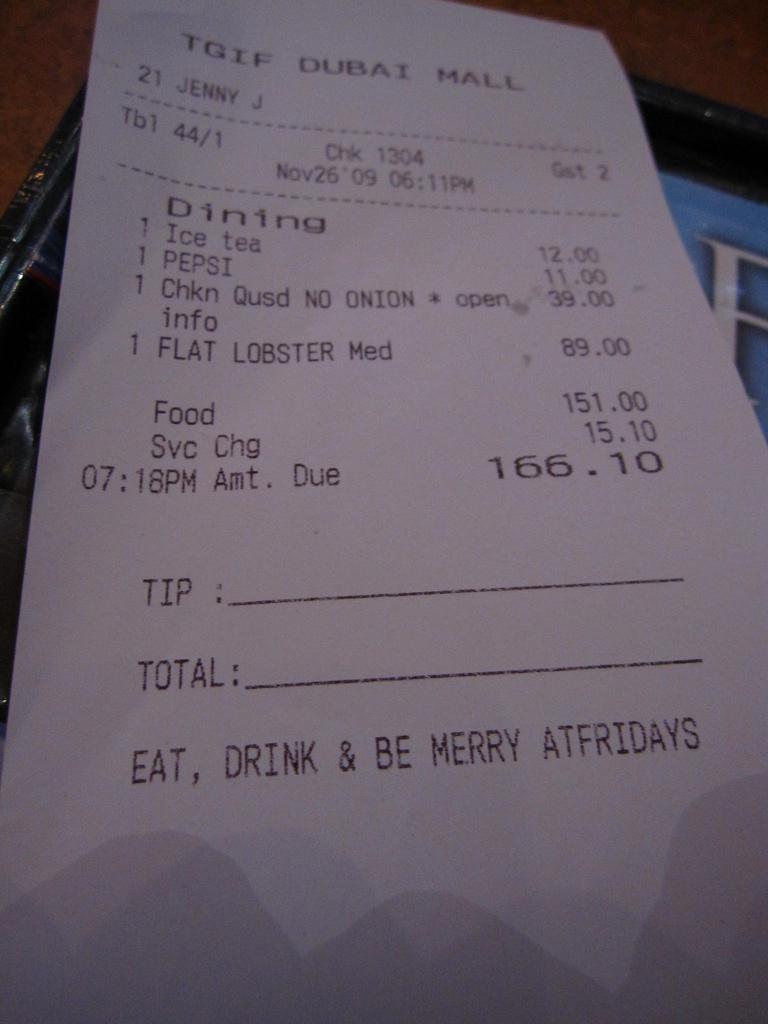 TGIF DUBAI MALL
21 JENNY J
Tbl 44/1 Chk 1304 Gst 2
Nov26'09 06:11PM
Dining
1 Ice tea 12.00
1 PEPSI 11.00
1 Chkn Qusd NO ONION * open 39.00
info
1 FLAT LOBSTER Med 89.00
Food 151.00
Svc Chg 15.10
07:18PM Amt. Due 166.10
TIP :
TOTAL:
EAT, DRINK & BE MERRY ATFRIDAYS